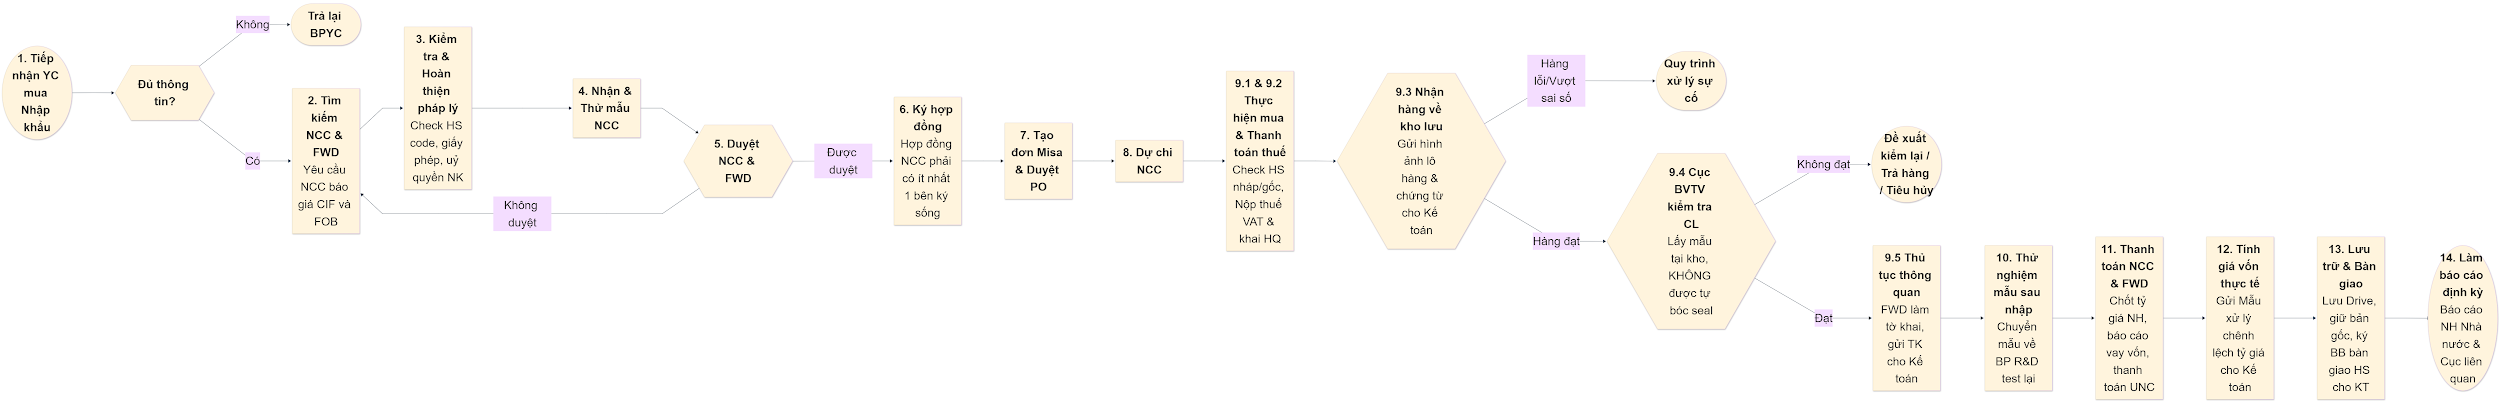 1. Tiếp
nhận YC
mua
Nhập
khẩu
Đủ thông
tin?
Không
Trả lại
BPYC
Có
2. Tìm
kiếm
NCC &
FWD
Yêu cầu
NCC báo
giá CIF và
FOB
3. Kiểm
tra &
Hoàn
thiện
pháp lý
Check HS
code, giấy
phép, uỷ
quyền NK
4. Nhận &
Thử mẫu
NCC
5. Duyệt
NCC &
FWD
Không
duyệt
Được
duyệt
6. Ký hợp
đồng
Hợp đồng
NCC phải
có ít nhất
1 bên ký
sống
7. Tạo
đơn Misa
& Duyệt
PO
8. Dự chi
NCC
9.1 & 9.2
Thực
hiện mua
& Thanh
toán thuế
Check HS
nháp/gốc,
Nộp thuế
VAT &
khai HQ
9.3 Nhận
hàng về
kho lưu
Gửi hình
ảnh lô
hàng &
chứng từ
cho Kế
toán
Hàng
lỗi/Vượt
sai số
Quy trình
xử lý sự
cố
Hàng đạt
9.4 Cục
BVTV
kiểm tra
CL
Lấy mẫu
tại kho,
KHÔNG
được tự
bóc seal
Không đạt
Đề xuất
kiểm lại /
Trả hàng
/ Tiêu hủy
Đạt
9.5 Thủ
tục thông
quan
FWD làm
tờ khai,
gửi TK
cho Kế
toán
10. Thử
nghiệm
mẫu sau
nhập
Chuyển
mẫu về
BP R&D
test lại
11. Thanh
toán NCC
& FWD
Chốt tỷ
giá NH,
báo cáo
vay vốn,
thanh
toán UNC
12. Tính
giá vốn
thực tế
Gửi Mẫu
xử lý
chênh
lệch tỷ giá
cho Kế
toán
13. Lưu
trữ & Bàn
giao
Lưu Drive,
giữ bản
gốc, ký
BB bàn
giao HS
cho KT
14. Làm
báo cáo
định kỳ
Báo cáo
NH Nhà
nước &
Cục liên
quan